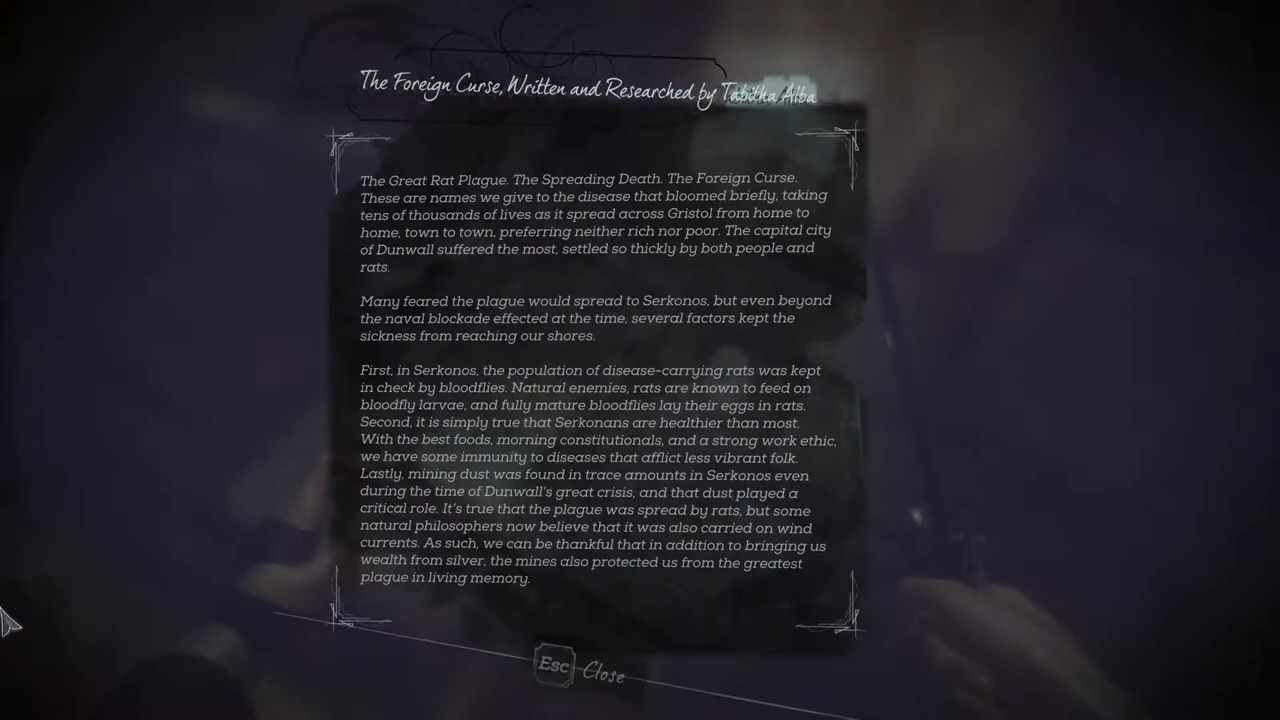 The Foreign Curse, Written and Researched by Tabitha Alba
The Great Rat Plague. The Spreading Death. The Foreign Curse.
These are names we give to the disease that bloomed briefly, taking
tens of thousands of lives as it spread across Gristol from home to
home, town to town, preferring neither rich nor poor. The capital city
of Dunwall suffered the most, settled so thickly by both people and
rats.
Many feared the plague would spread to Serkonos, but even beyond
the naval blockade effected at the time, several factors kept the
sickness from reaching our shores.
First, in Serkonos, the population of disease-carrying rats was kept
in check by bloodflies. Natural enemies, rats are known to feed on
bloodfly larvae, and fully mature bloodflies lay their eggs in rats.
Second, it is simply true that Serkonans are healthier than most.
With the best foods, morning constitutionals, and a strong work ethic,
we have some immunity to diseases that afflict less vibrant folk.
Lastly, mining dust was found in trace amounts in Serkonos even
during the time of Dunwall's great crisis, and that dust played a
critical role. It's true that the plague was spread by rats, but some
natural philosophers now believe that it was also carried on wind
currents. As such, we can be thankful that in addition to bringing us
wealth from silver, the mines also protected us from the greatest
plague in living memory.
Esc Close